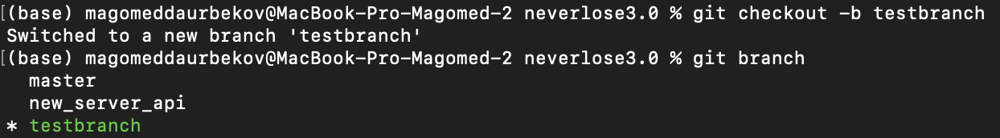 [(base) magomeddaurbekov@MacBook-Pro-Magomed-2 neverlose3.0 % git checkout -b testbranch
Switched to a new branch 'testbranch'
[(base) magomeddaurbekov@MacBook-Pro-Magomed-2 neverlose3.0 % git branch
master
new_server_api
* testbranch